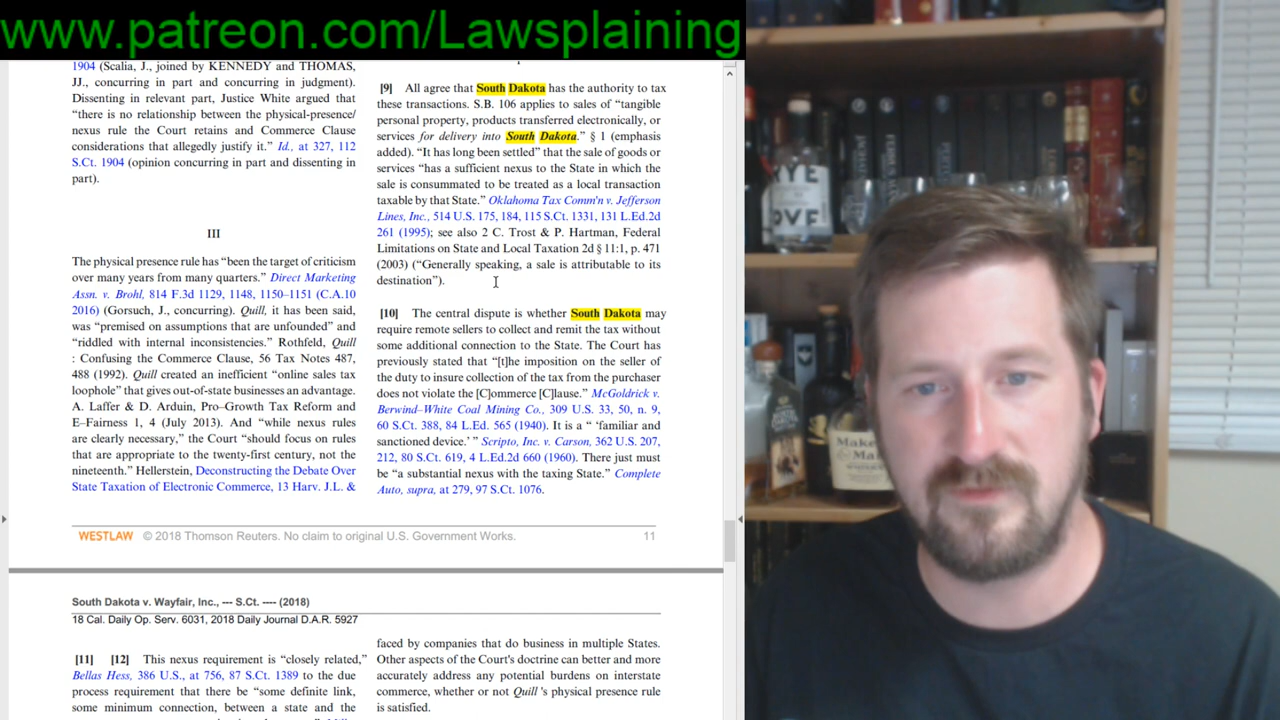 www.patreon.com/Lawsplaining
1904 (Scalia, J., joined by KENNEDY and THOMAS,
JJ., concurring in part and concurring in judgment).
Dissenting in relevant part, Justice White argued that
“there is no relationship between the physical-presence/
nexus rule the Court retains and Commerce Clause
considerations that allegedly justify it.” Id., at 327, 112
S.Ct. 1904 (opinion concurring in part and dissenting in
part).
III
The physical presence rule has “been the target of criticism
over many years from many quarters.” Direct Marketing
Assn. v. Brohl, 814 F.3d 1129, 1148, 1150–1151 (C.A.10
2016) (Gorsuch, J., concurring). Quill, it has been said,
was “premised on assumptions that are unfounded” and
“riddled with internal inconsistencies.” Rothfeld, Quill
: Confusing the Commerce Clause, 56 Tax Notes 487,
488 (1992). Quill created an inefficient “online sales tax
loophole” that gives out-of-state businesses an advantage.
A. Laffer & D. Arduin, Pro–Growth Tax Reform and
E–Fairness 1, 4 (July 2013). And “while nexus rules
are clearly necessary,” the Court “should focus on rules
that are appropriate to the twenty-first century, not the
nineteenth.” Hellerstein, Deconstructing the Debate Over
State Taxation of Electronic Commerce, 13 Harv. J.L. &
[9] All agree that South Dakota has the authority to tax
these transactions. S.B. 106 applies to sales of “tangible
personal property, products transferred electronically, or
services for delivery into South Dakota.” § 1 (emphasis
added). “It has long been settled” that the sale of goods or
services “has a sufficient nexus to the State in which the
sale is consummated to be treated as a local transaction
taxable by that State.” Oklahoma Tax Comm'n v. Jefferson
Lines, Inc., 514 U.S. 175, 184, 115 S.Ct. 1331, 131 L.Ed.2d
261 (1995); see also 2 C. Trost & P. Hartman, Federal
Limitations on State and Local Taxation 2d § 11:1, p. 471
(2003) (“Generally speaking, a sale is attributable to its
destination”).
[10] The central dispute is whether South Dakota may
require remote sellers to collect and remit the tax without
some additional connection to the State. The Court has
previously stated that “[t]he imposition on the seller of
the duty to insure collection of the tax from the purchaser
does not violate the [C]ommerce [C]lause.” McGoldrick v.
Berwind–White Coal Mining Co., 309 U.S. 33, 50, n. 9,
60 S.Ct. 388, 84 L.Ed. 565 (1940). It is a “ ‘familiar and
sanctioned device.’ ” Scripto, Inc. v. Carson, 362 U.S. 207,
212, 80 S.Ct. 619, 4 L.Ed.2d 660 (1960). There just must
be “a substantial nexus with the taxing State.” Complete
Auto, supra, at 279, 97 S.Ct. 1076.
WESTLAW © 2018 Thomson Reuters. No claim to original U.S. Government Works. 11
South Dakota v. Wayfair, Inc., --- S.Ct. ---- (2018)
18 Cal. Daily Op. Serv. 6031, 2018 Daily Journal D.A.R. 5927
[11] [12] This nexus requirement is “closely related,”
Bellas Hess, 386 U.S., at 756, 87 S.Ct. 1389 to the due
process requirement that there be “some definite link,
some minimum connection, between a state and the
faced by companies that do business in multiple States.
Other aspects of the Court's doctrine can better and more
accurately address any potential burdens on interstate
commerce, whether or not Quill 's physical presence rule
is satisfied.
RYE
Maker's
Mark